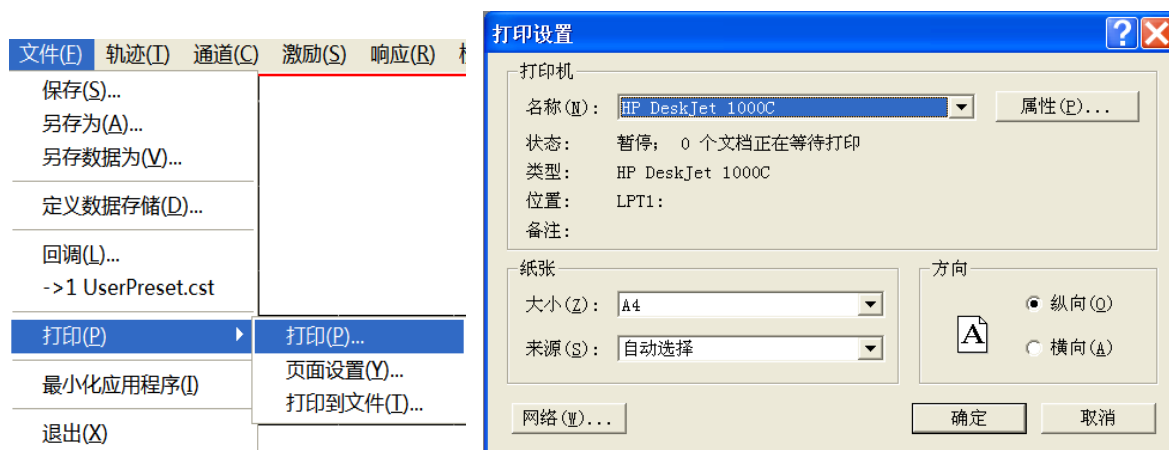 文件(F) 轨迹(T) 通道(C) 激励(S) 响应(R)
保存(S)...
另存为(A)...
另存数据为(V)...
定义数据存储(D)...
回调(L)...
->1 UserPreset.cst
打印(P)
最小化应用程序(I)
退出(X)
打印(P)...
页面设置(Y)...
打印到文件(T)...
打印设置
打印机
名称(N): HP DeskJet 1000C 属性(P)...
状态: 暂停; 0 个文档正在等待打印
类型: HP DeskJet 1000C
位置: LPT1:
备注:
纸张
大小(Z): A4
来源(S): 自动选择
方向
A
纵向(O)
横向(A)
网络(W)... 确定 取消